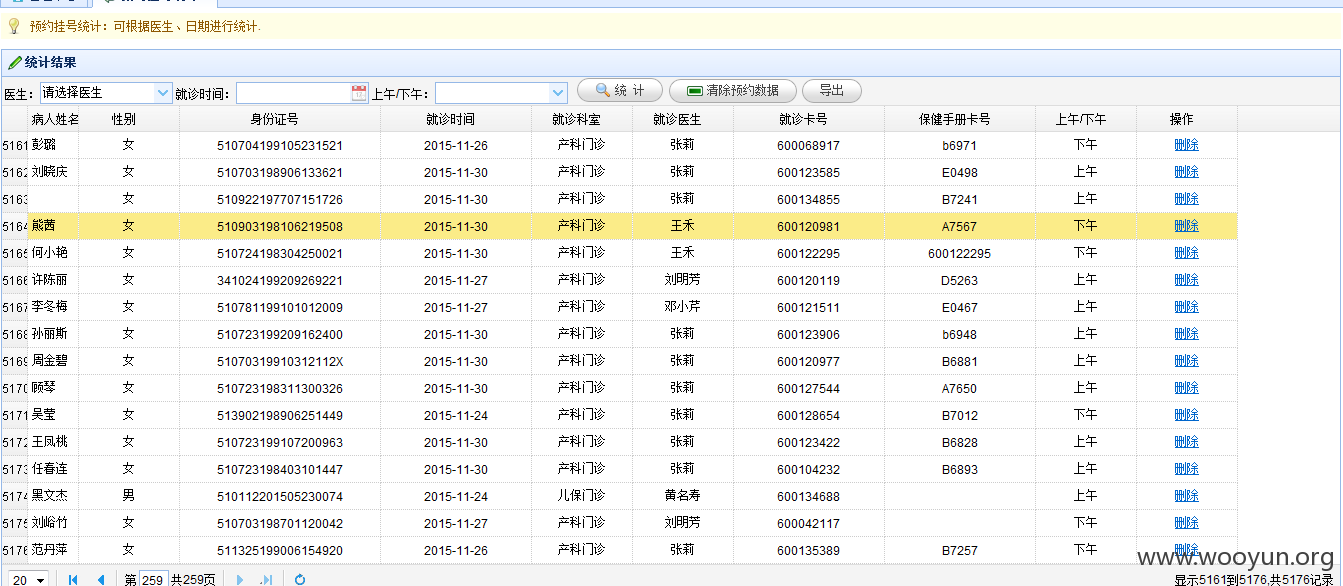 预约挂号统计：可根据医生、日期进行统计.
统计结果
医生： 请选择医生 就诊时间： 上午/下午： 统 计 清除预约数据 导出
病人姓名 性别 身份证号 就诊时间 就诊科室 就诊医生 就诊卡号 保健手册卡号 上午/下午 操作
5161 彭璐 女 510704199105231521 2015-11-26 产科门诊 张莉 600068917 b6971 下午 删除
5162 刘晓庆 女 510703198906133621 2015-11-30 产科门诊 张莉 600123585 E0498 上午 删除
5163 女 510922197707151726 2015-11-30 产科门诊 张莉 600134855 B7241 上午 删除
5164 熊茜 女 510903198106219508 2015-11-30 产科门诊 王禾 600120981 A7567 下午 删除
5165 何小艳 女 510724198304250021 2015-11-30 产科门诊 王禾 600122295 600122295 下午 删除
5166 许陈丽 女 341024199209269221 2015-11-27 产科门诊 刘明芳 600120119 D5263 上午 删除
5167 李冬梅 女 510781199101012009 2015-11-27 产科门诊 邓小芹 600121511 E0467 上午 删除
5168 孙丽斯 女 510723199209162400 2015-11-30 产科门诊 张莉 600123906 b6948 上午 删除
5169 周金碧 女 51070319910312112X 2015-11-30 产科门诊 张莉 600120977 B6881 上午 删除
5170 顾琴 女 510723198311300326 2015-11-30 产科门诊 张莉 600127544 A7650 上午 删除
5171 吴莹 女 513902198906251449 2015-11-24 产科门诊 张莉 600128654 B7012 下午 删除
5172 王凤桃 女 510723199107200963 2015-11-30 产科门诊 张莉 600123422 B6828 上午 删除
5173 任春连 女 510723198403101447 2015-11-30 产科门诊 张莉 600104232 B6893 上午 删除
5174 黑文杰 男 510112201505230074 2015-11-24 儿保门诊 黄名寿 600134688 上午 删除
5175 刘峪竹 女 510703198701120042 2015-11-27 产科门诊 刘明芳 600042117 下午 删除
5176 范丹萍 女 511325199006154920 2015-11-26 产科门诊 张莉 600135389 B7257 下午 删除
www.wooyun.org
20 第 259 共259页 显示5161到5176,共5176记录